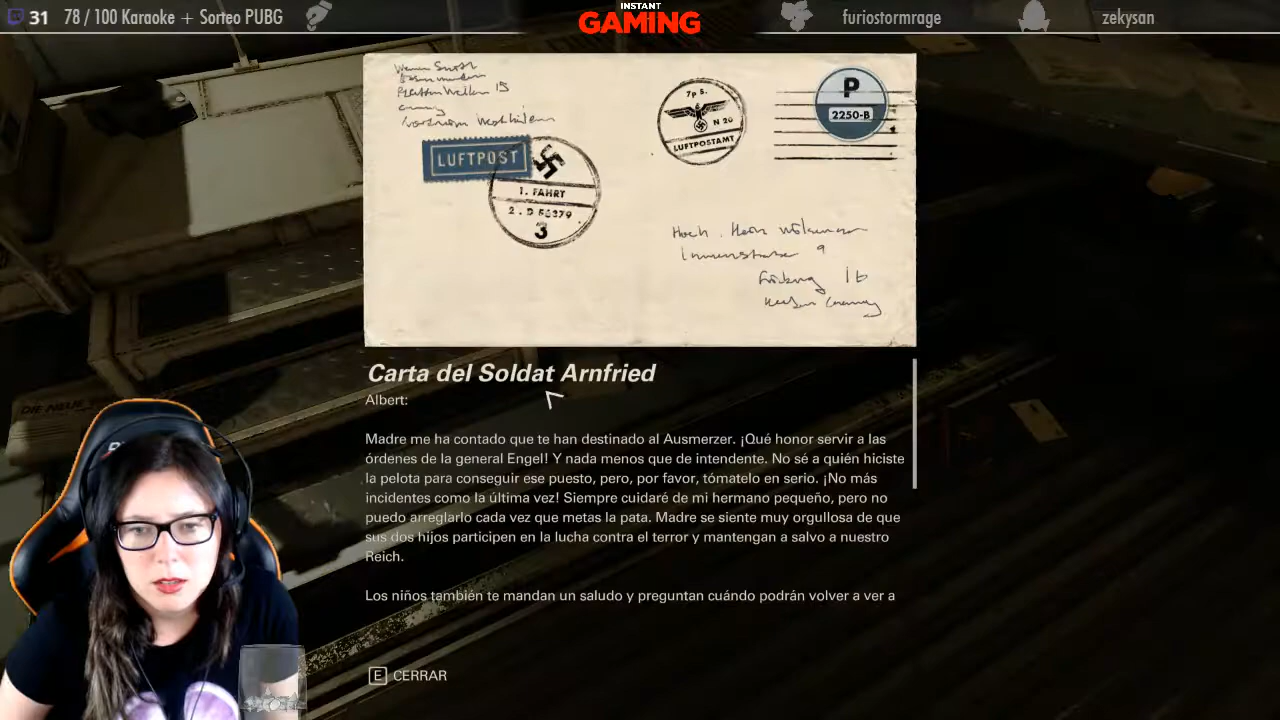 31 78 / 100 Karaoke + Sorteo PUBG
INSTANT
GAMING
furiostormrage
zekysan
LUFTPOST
1. FAHRT
2. D 56379
3
7p 5.
N 20
LUFTPOSTAMT
P
2250-B
Carta del Soldat Arnfried
Albert:
Madre me ha contado que te han destinado al Ausmerzer. ¡Qué honor servir a las
órdenes de la general Engel! Y nada menos que de intendente. No sé a quién hiciste
la pelota para conseguir ese puesto, pero, por favor, tómatelo en serio. ¡No más
incidentes como la última vez! Siempre cuidaré de mi hermano pequeño, pero no
puedo arreglarlo cada vez que metas la pata. Madre se siente muy orgullosa de que
sus dos hijos participen en la lucha contra el terror y mantengan a salvo a nuestro
Reich.
Los niños también te mandan un saludo y preguntan cuándo podrán volver a ver a
E CERRAR